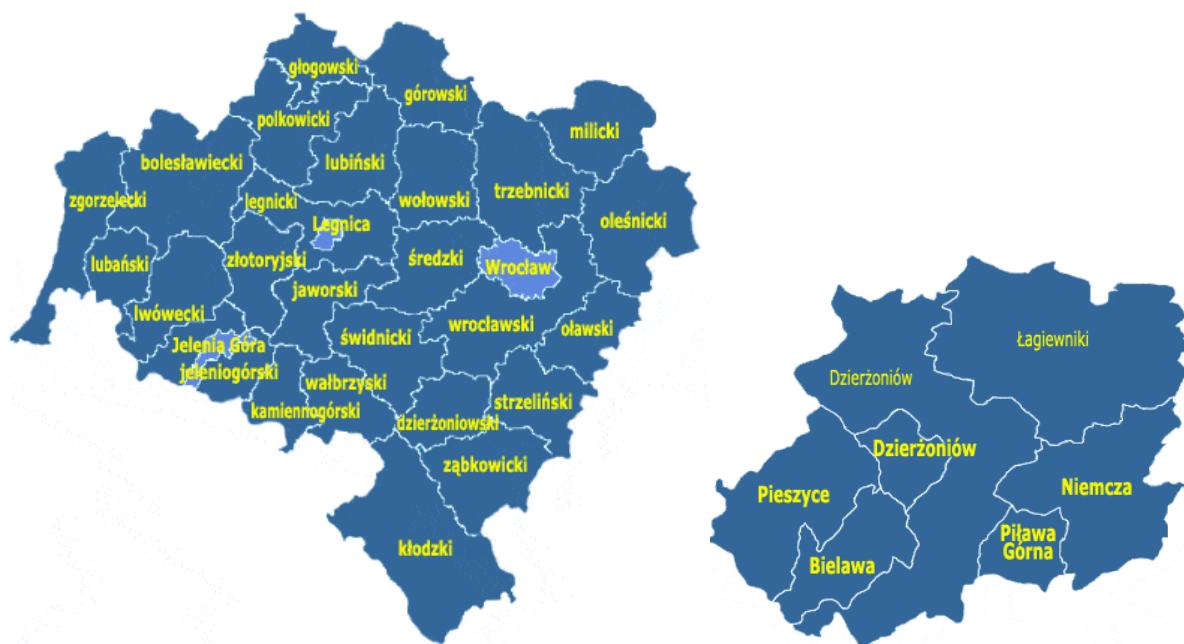 głogowski
górowski
polkowicki
milicki
bolesławiecki
lubiński
trzebnicki
zgorzelecki
legnicki
wołowski
oleśnicki
Legnica
lubański
złotoryjski
średzki
Wrocław
jaworski
lwówecki
wrocławski
oławski
świdnicki
Jelenia Góra
jeleniogórski
wałbrzyski
kamiennogórski
strzeliński
dzierżoniowski
ząbkowicki
kłodzki
Łagiewniki
Dzierżoniów
Dzierżoniów
Pieszyce
Niemcza
Piława
Górna
Bielawa